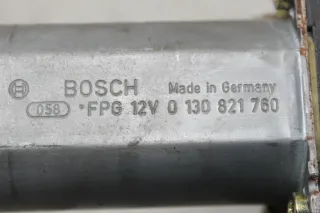 BOSCH Made in Germany
058 *FPG 12V 0 130 821 760